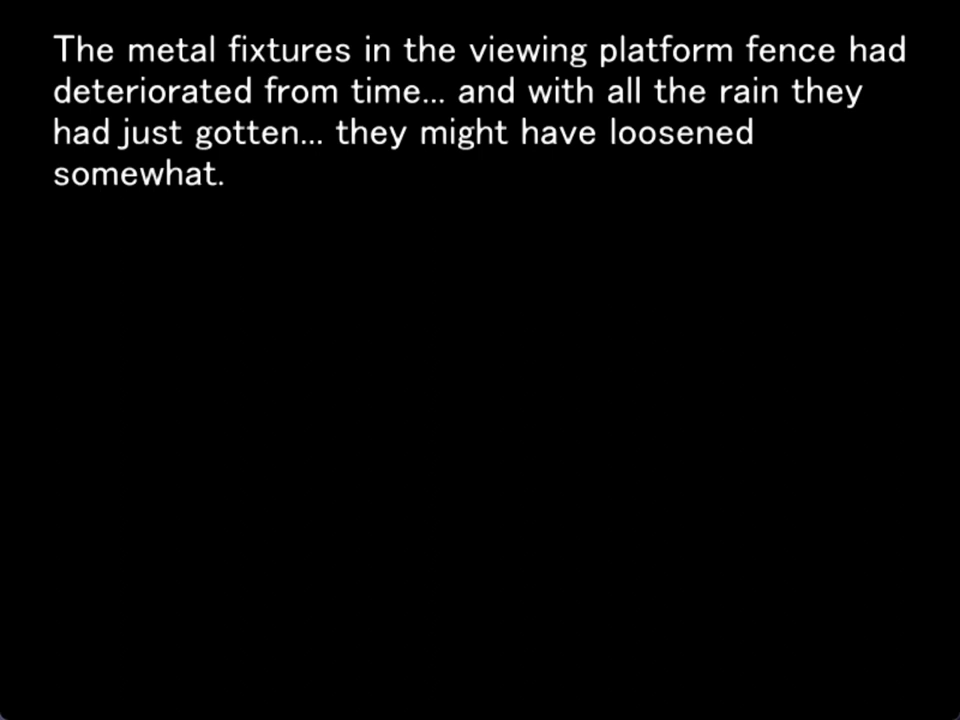 The metal fixtures in the viewing platform fence had
deteriorated from time... and with all the rain they
had just gotten... they might have loosened
somewhat.